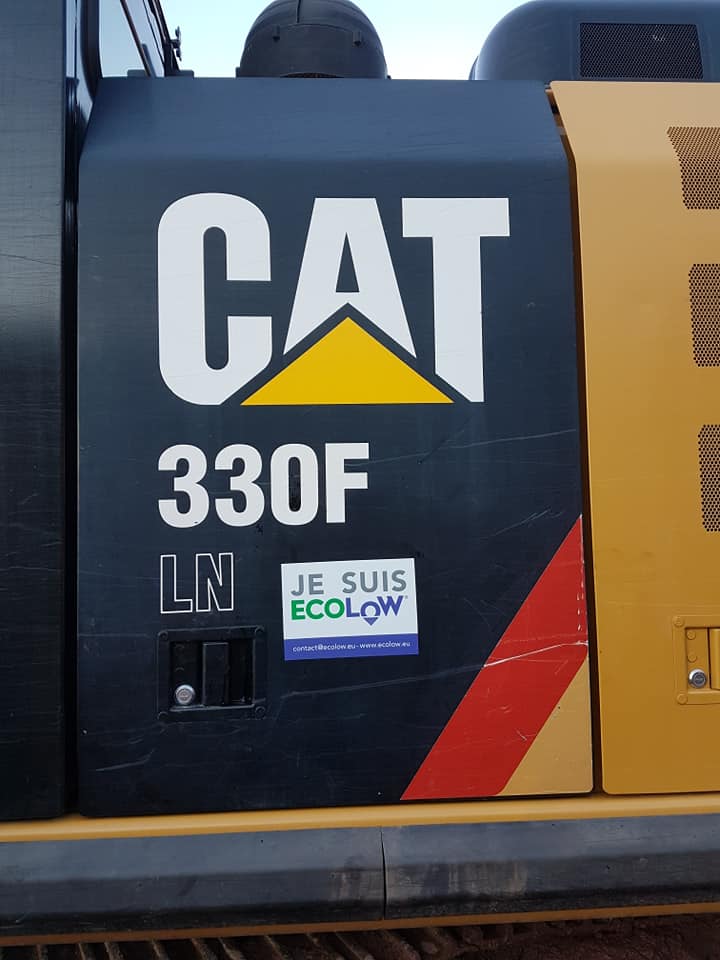 CAT
330F
LN
JE SUIS
ECOLOW®
contact@ecolow.eu - www.ecolow.eu